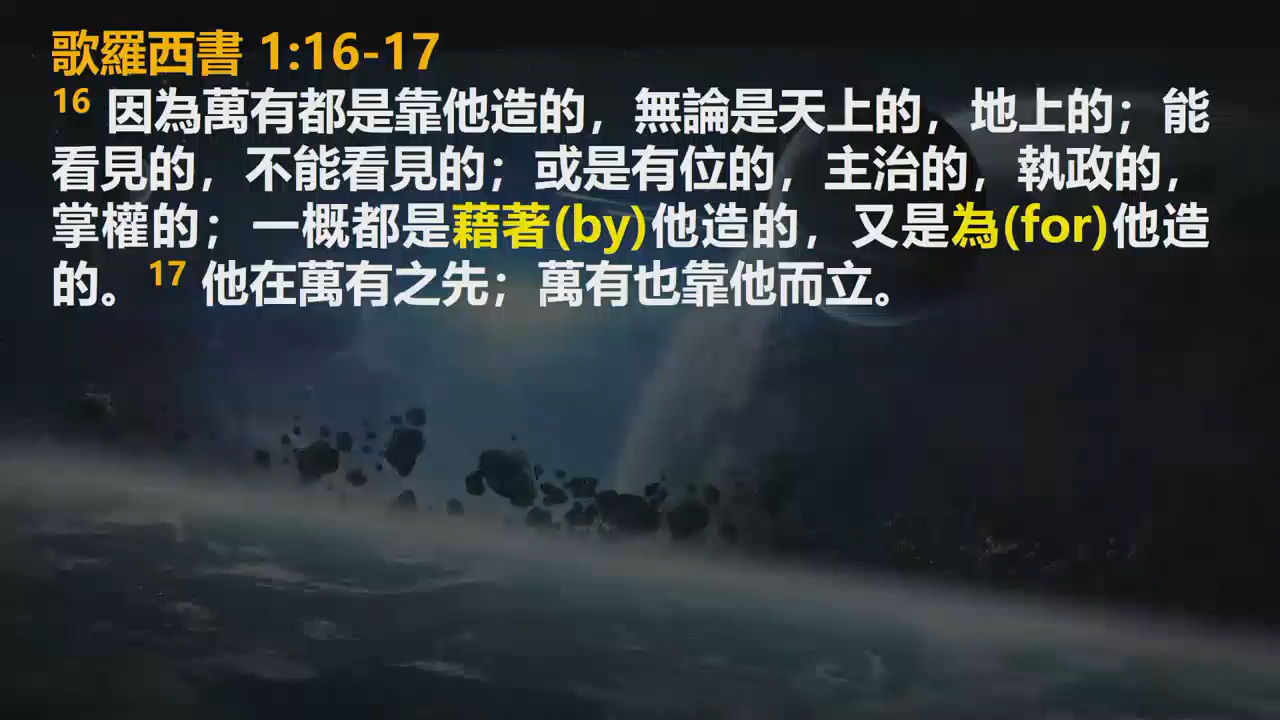 歌羅西書 1:16-17
16 因為萬有都是靠他造的，無論是天上的，地上的；能
看見的，不能看見的；或是有位的，主治的，執政的，
掌權的；一概都是藉著(by)他造的，又是為(for)他造
的。17 他在萬有之先；萬有也靠他而立。